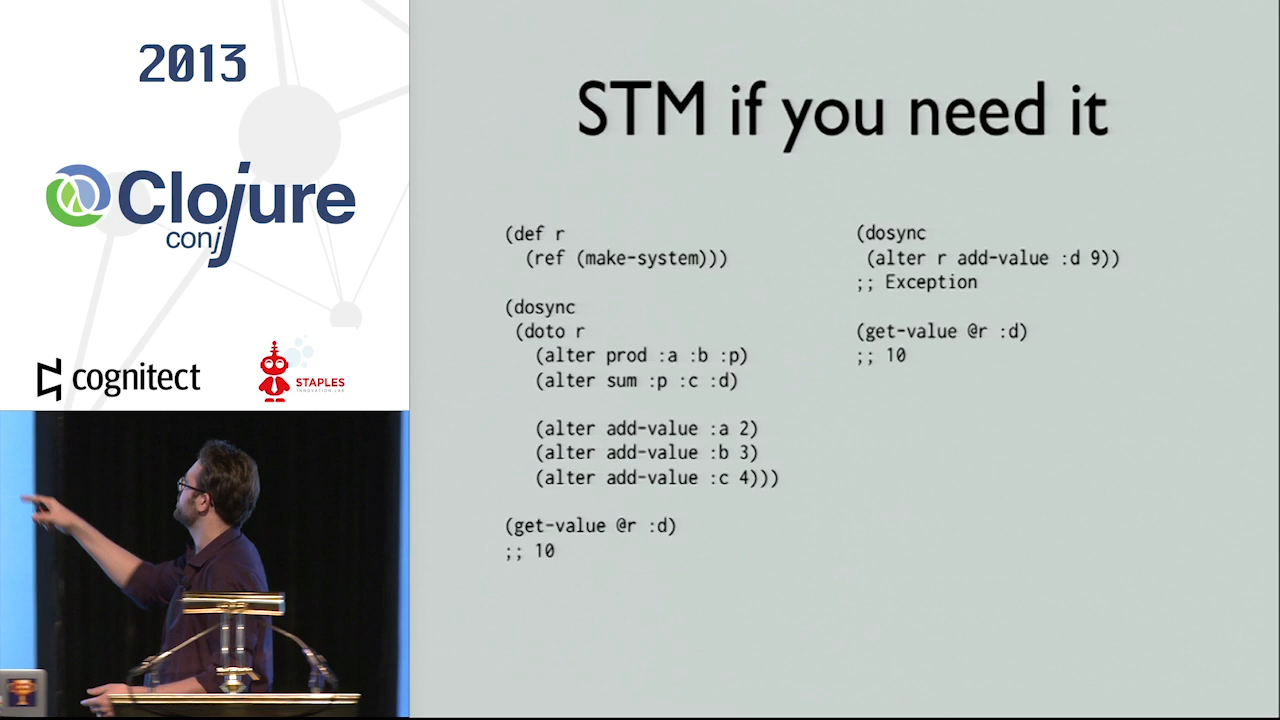 2013
Clojure
conj
cognitect
STAPLES
INNOVATION LAB
STM if you need it
(def r
(ref (make-system)))
(dosync
(doto r
(alter prod :a :b :p)
(alter sum :p :c :d)
(alter add-value :a 2)
(alter add-value :b 3)
(alter add-value :c 4)))
(get-value @r :d)
;; 10
(dosync
(alter r add-value :d 9))
;; Exception
(get-value @r :d)
;; 10